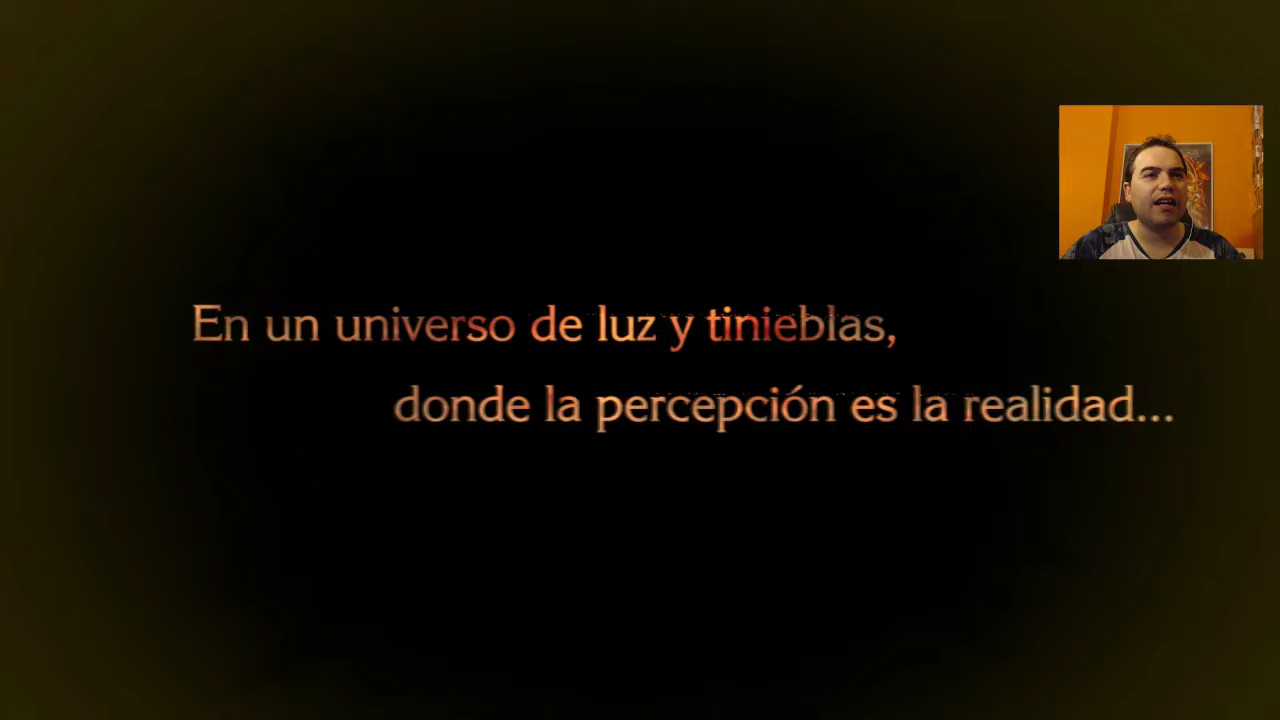 En un universo de luz y tinieblas,
donde la percepción es la realidad...